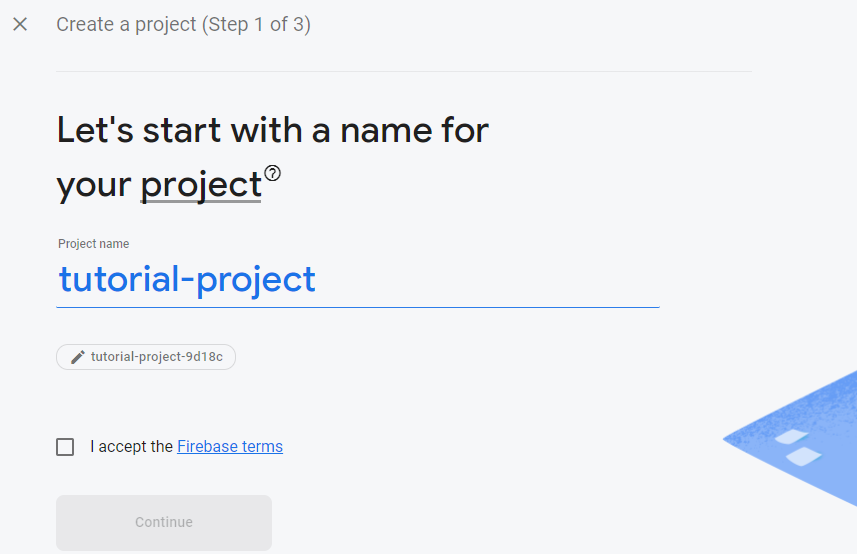 Create a project (Step 1 of 3)
Let's start with a name for
your project
Project name
tutorial-project
tutorial-project-9d18c
I accept the Firebase terms
Continue